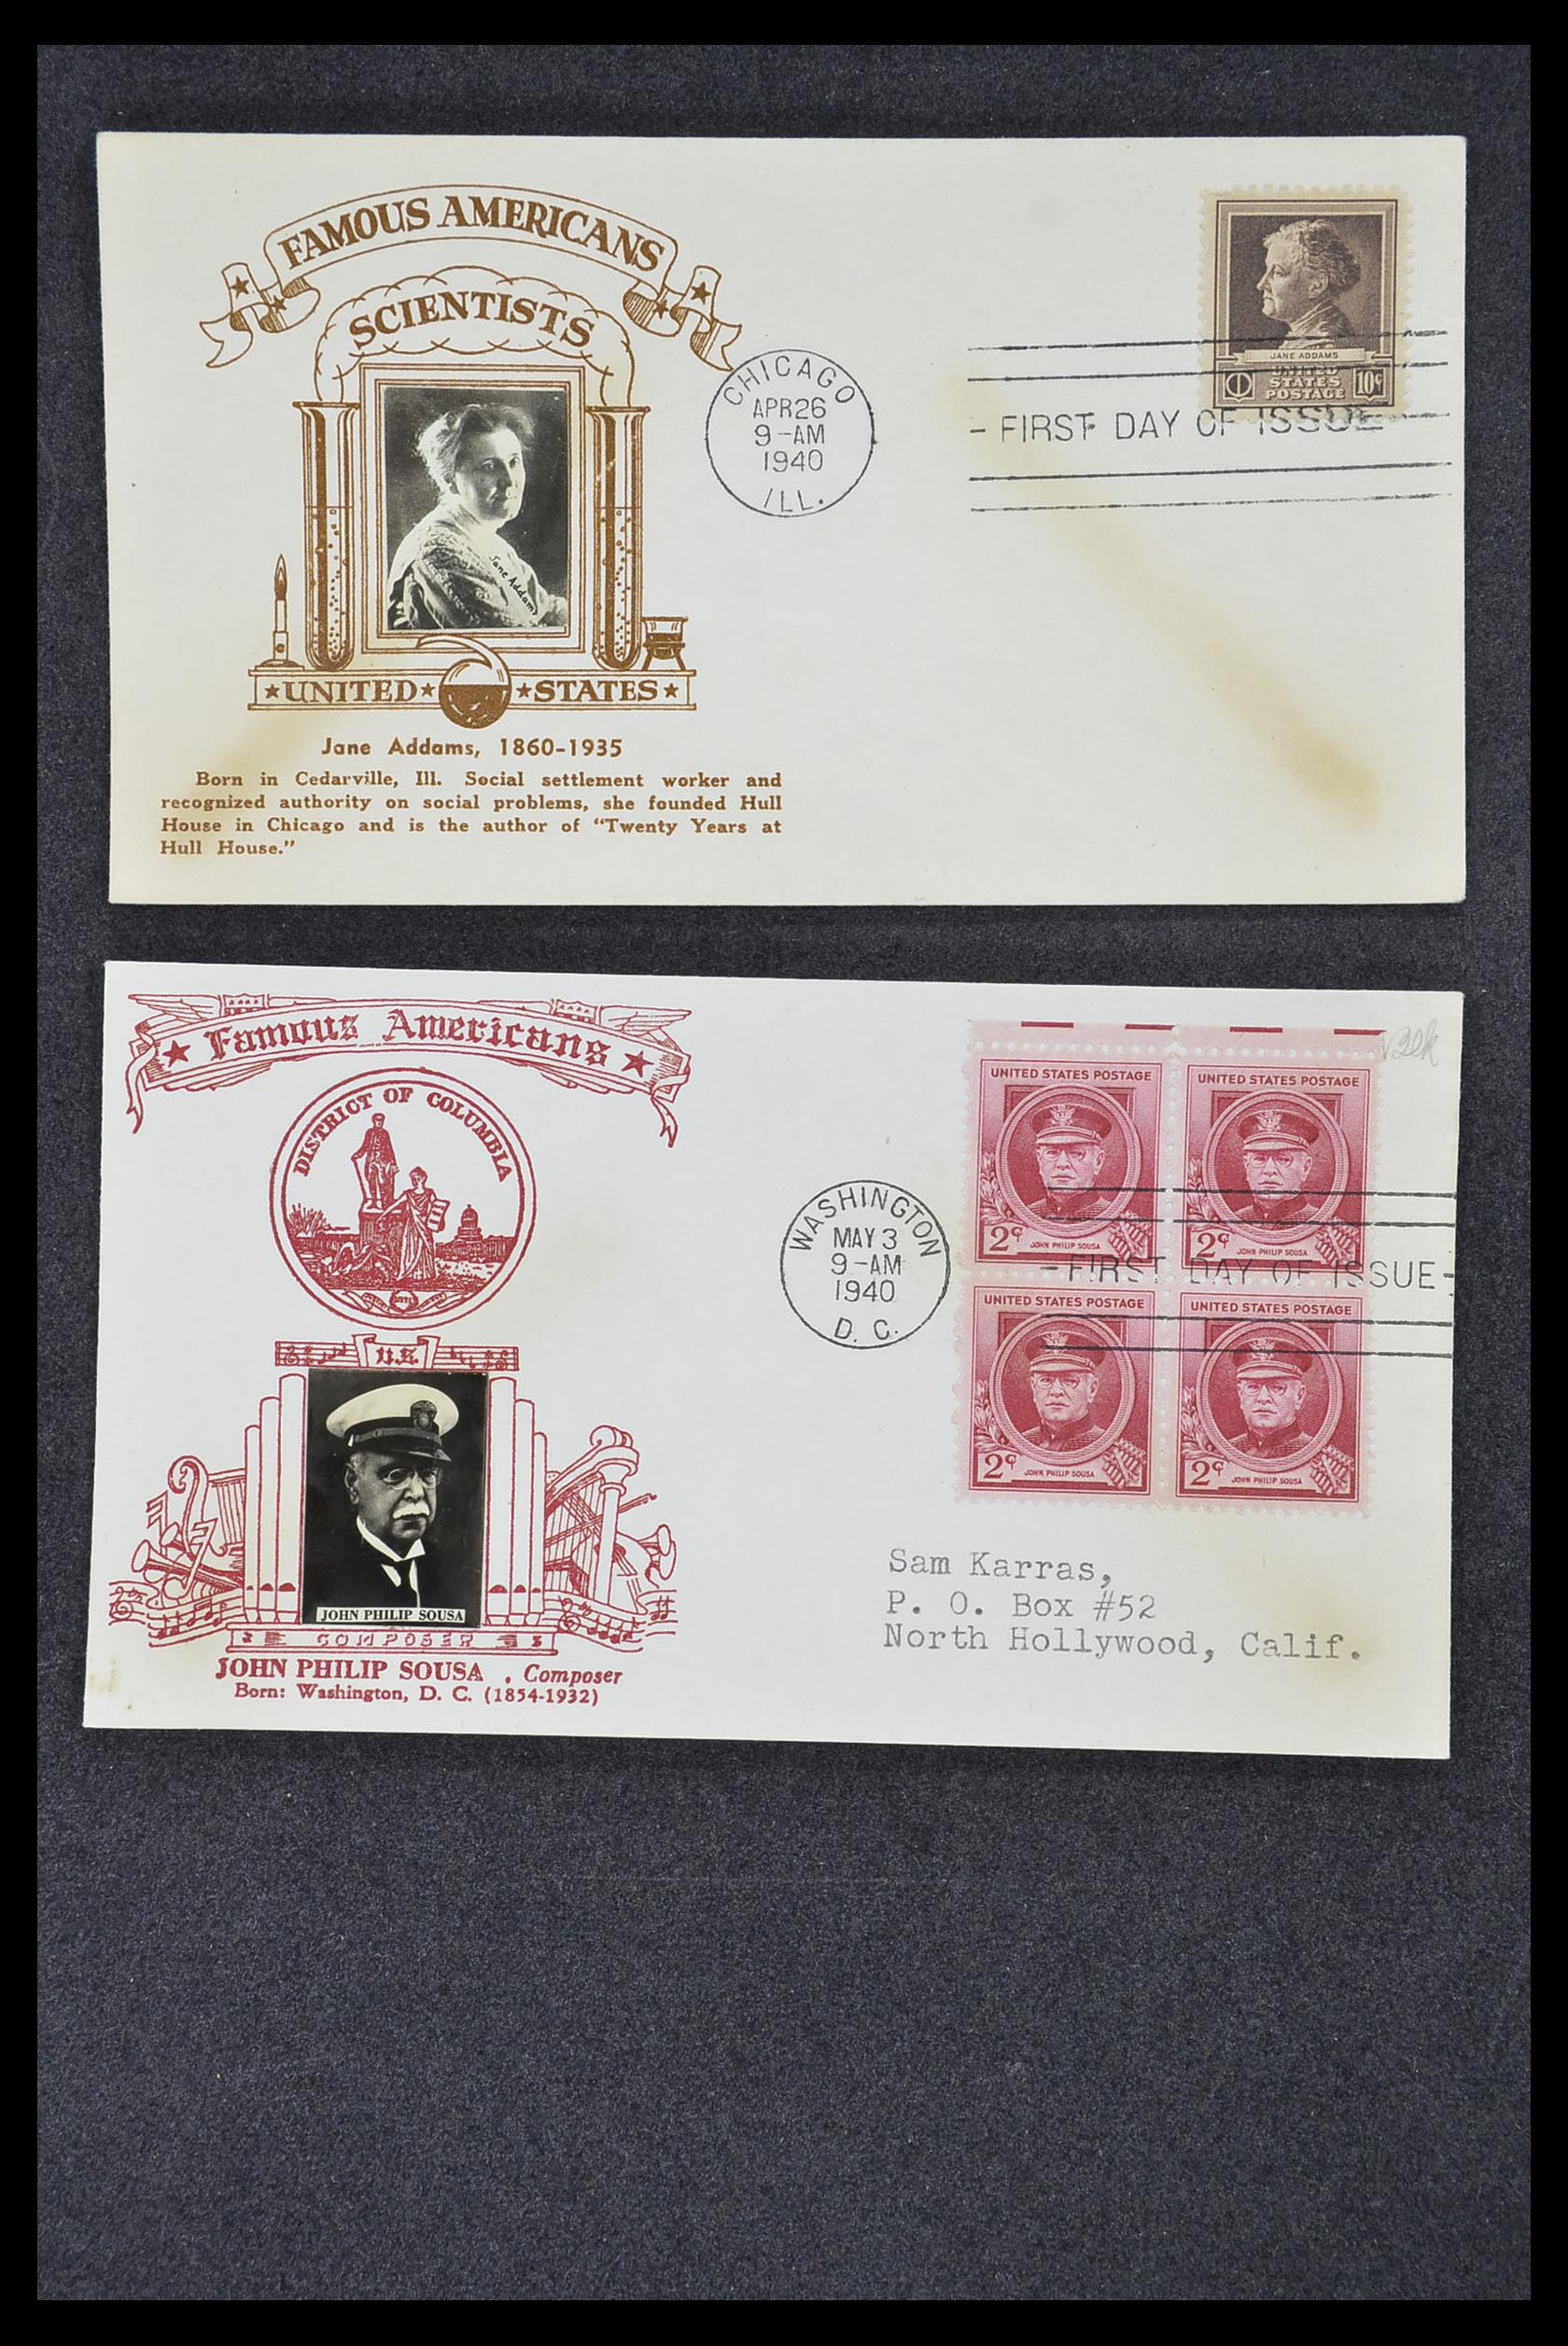 FAMOUS AMERICANS
SCIENTISTS
Jane Addams
★UNITED★ ★STATES★
Jane Addams, 1860-1935
Born in Cedarville, Ill. Social settlement worker and
recognized authority on social problems, she founded Hull
House in Chicago and is the author of “Twenty Years at
Hull House.”
CHICAGO
APR 26
9-AM
1940
ILL.
JANE ADDAMS
UNITED
STATES
POSTAGE
10¢
- FIRST DAY OF ISSUE -
★ Famous Americans ★
DISTRICT OF COLUMBIA
U.S.
JOHN PHILIP SOUSA
COMPOSER
JOHN PHILIP SOUSA , Composer
Born: Washington, D. C. (1854-1932)
WASHINGTON
MAY 3
9-AM
1940
D. C.
UNITED STATES POSTAGE
2¢ JOHN PHILIP SOUSA
UNITED STATES POSTAGE
2¢ JOHN PHILIP SOUSA
- FIRST DAY OF ISSUE -
UNITED STATES POSTAGE
2¢ JOHN PHILIP SOUSA
UNITED STATES POSTAGE
2¢ JOHN PHILIP SOUSA
Sam Karras,
P. O. Box #52
North Hollywood, Calif.